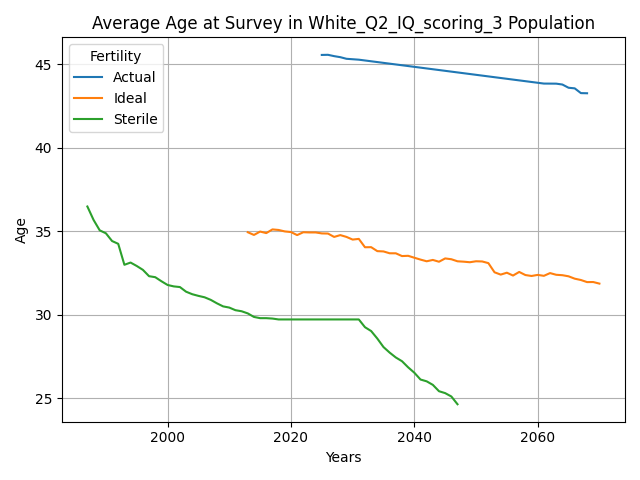 Average Age at Survey in White_Q2_IQ_scoring_3 Population
Fertility
Actual
Ideal
Sterile
45
40
35
30
25
Age
2000
2020
2040
2060
Years